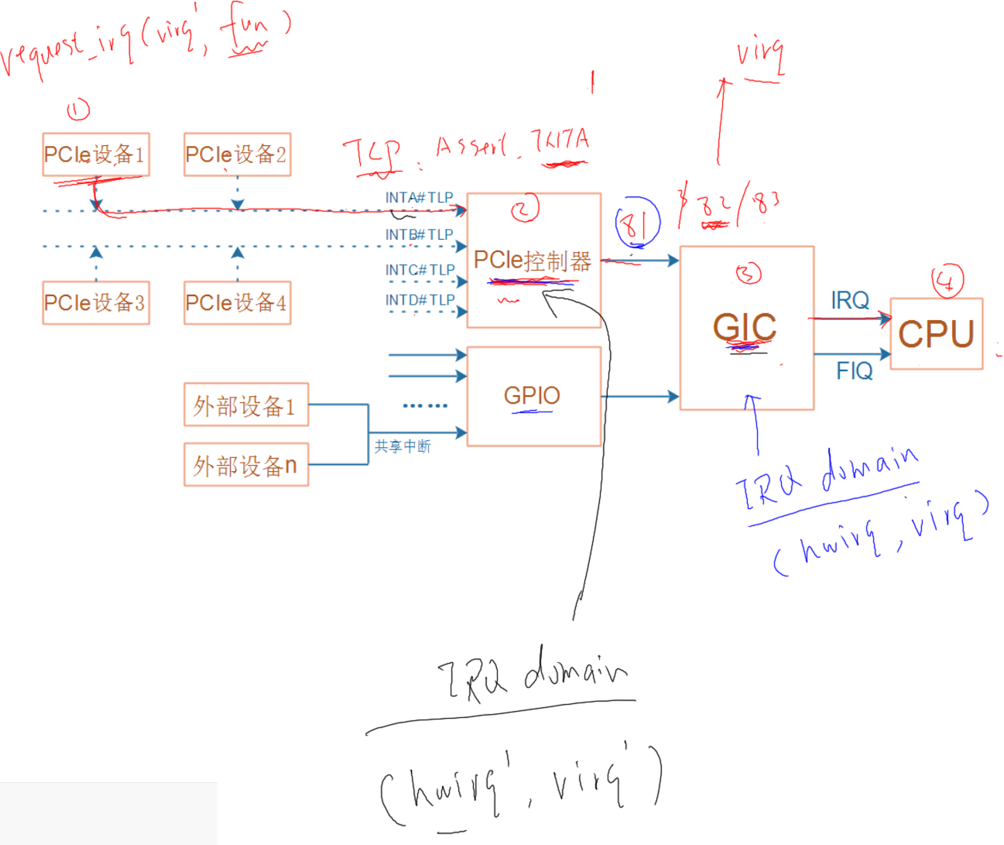 request_irq(virq', fun)
virq
①
1
PCIe设备1
PCIe设备2
TLP: Assert INTA
/82/83
INTA#TLP
②
81
INTB#TLP
PCIe控制器
③
④
PCIe设备3
PCIe设备4
INTC#TLP
INTD#TLP
GIC
IRQ
CPU
FIQ
GPIO
外部设备1
……
共享中断
外部设备n
IRQ domain
(hwirq, virq)
IRQ domain
(hwirq', virq')